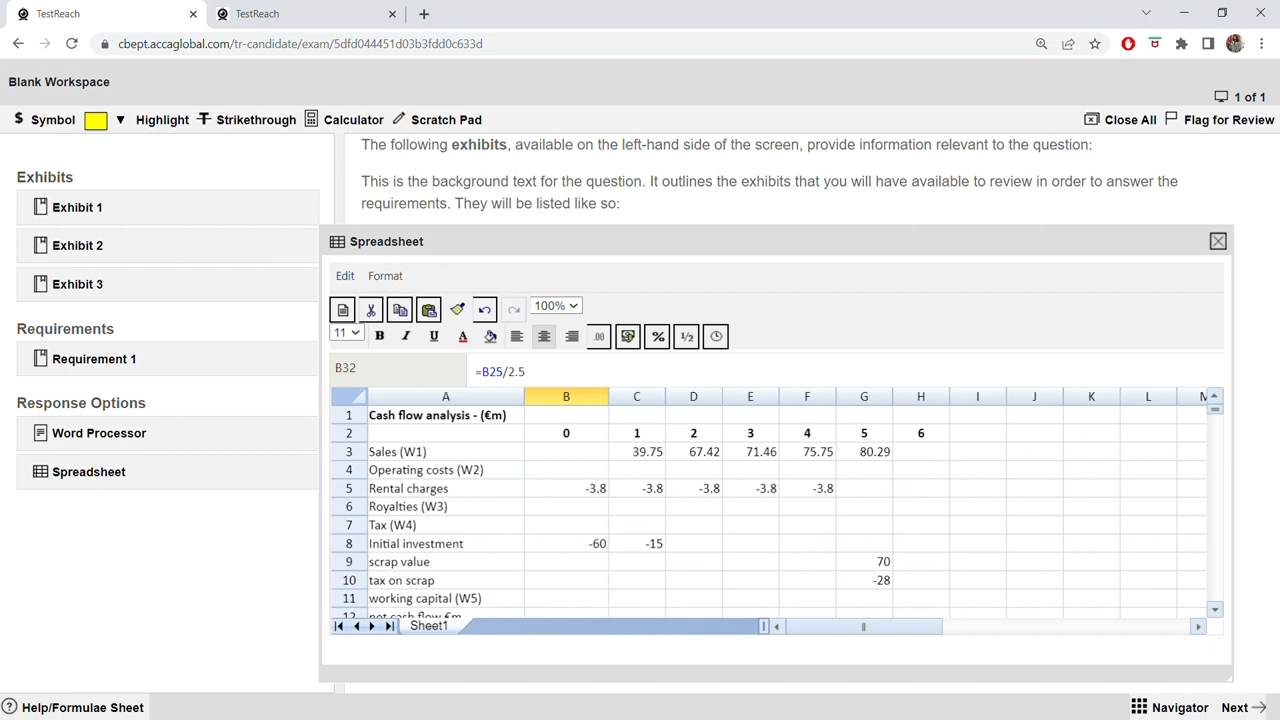 TestReach
TestReach
cbept.accaglobal.com/tr-candidate/exam/5dfd044451d03b3fdd0c633d
Blank Workspace
1 of 1
$ Symbol Highlight Strikethrough Calculator Scratch Pad Close All Flag for Review
The following exhibits, available on the left-hand side of the screen, provide information relevant to the question:
This is the background text for the question. It outlines the exhibits that you will have available to review in order to answer the
requirements. They will be listed like so:
Exhibits
Exhibit 1
Exhibit 2
Exhibit 3
Requirements
Requirement 1
Response Options
Word Processor
Spreadsheet
Spreadsheet
Edit Format
100%
11 B I U A .00 % 1/2
B32 =B25/2.5
A B C D E F G H I J K L M
1 Cash flow analysis - (€m)
2 0 1 2 3 4 5 6
3 Sales (W1) 39.75 67.42 71.46 75.75 80.29
4 Operating costs (W2)
5 Rental charges -3.8 -3.8 -3.8 -3.8 -3.8
6 Royalties (W3)
7 Tax (W4)
8 Initial investment -60 -15
9 scrap value 70
10 tax on scrap -28
11 working capital (W5)
12 net cash flow €m
Sheet1
Help/Formulae Sheet Navigator Next